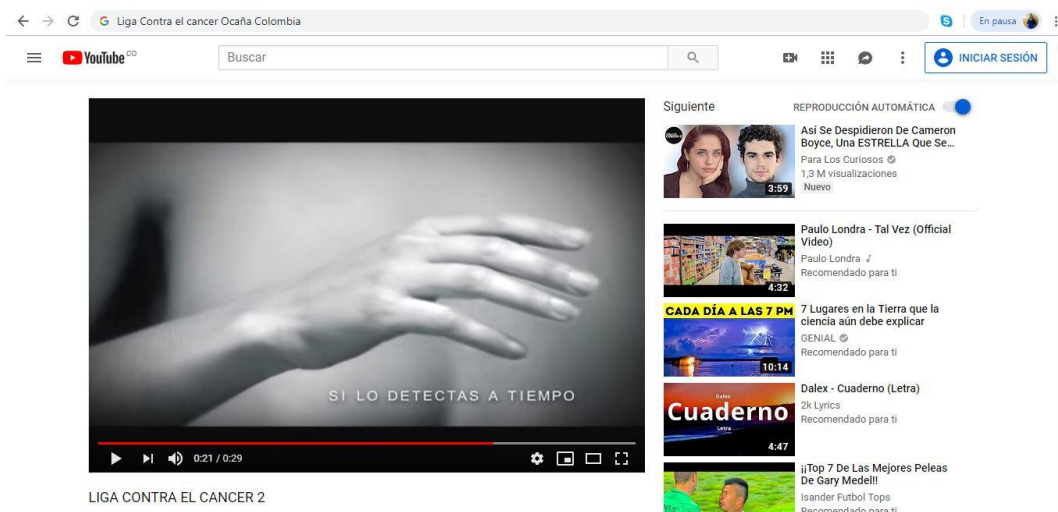 Liga Contra el cancer Ocaña Colombia
En pausa
YouTube CO
Buscar
INICIAR SESIÓN
SI LO DETECTAS A TIEMPO
0:21 / 0:29
LIGA CONTRA EL CANCER 2
Siguiente
REPRODUCCIÓN AUTOMÁTICA
3:59
Así Se Despidieron De Cameron
Boyce, Una ESTRELLA Que Se...
Para Los Curiosos
1,3 M visualizaciones
Nuevo
4:32
Paulo Londra - Tal Vez (Official
Video)
Paulo Londra
Recomendado para ti
CADA DÍA A LAS 7 PM
10:14
7 Lugares en la Tierra que la
ciencia aún debe explicar
GENIAL
Recomendado para ti
Dalex
Cuaderno
Letra
4:47
Dalex - Cuaderno (Letra)
2k Lyrics
Recomendado para ti
¡¡Top 7 De Las Mejores Peleas
De Gary Medel!!
Isander Futbol Tops
Recomendado para ti